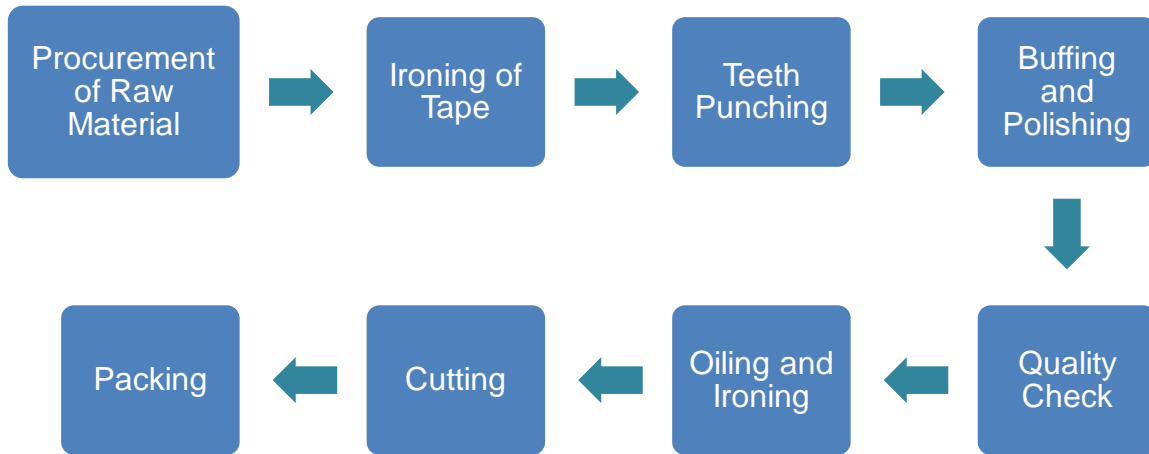 Procurement
of Raw
Material
Ironing of
Tape
Teeth
Punching
Buffing
and
Polishing
Quality
Check
Oiling and
Ironing
Cutting
Packing